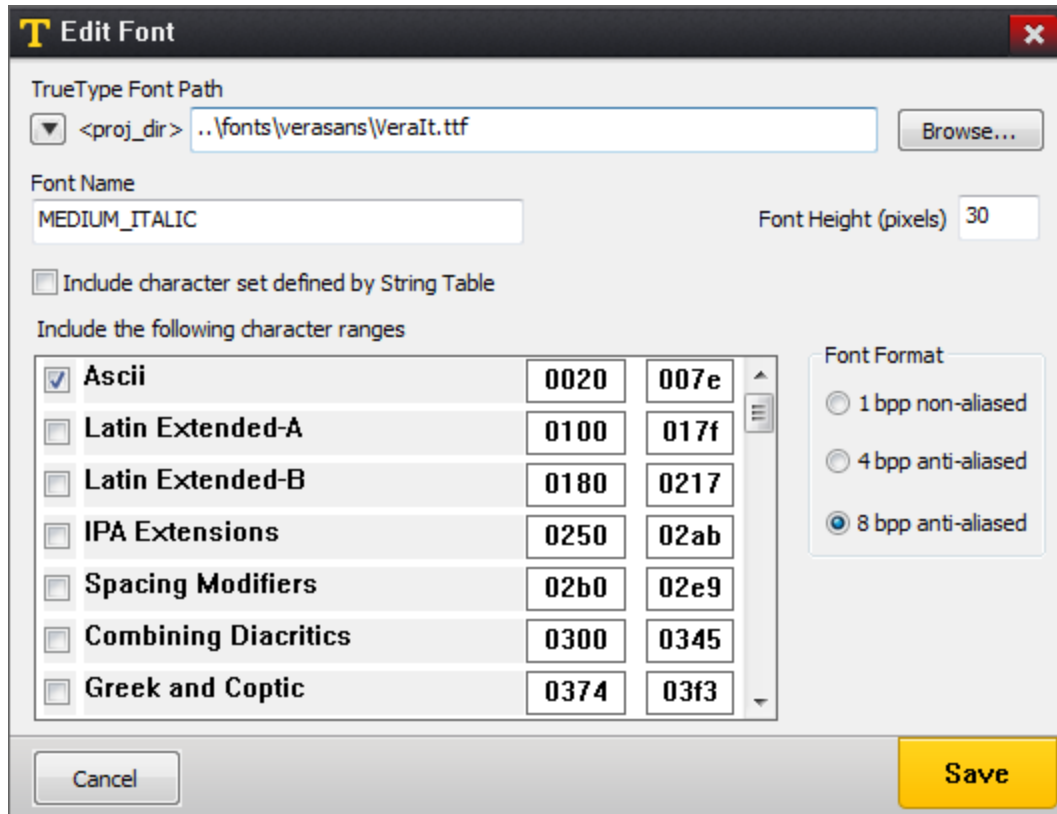 T Edit Font
TrueType Font Path
<proj_dir> ..\fonts\verasans\VeraIt.ttf Browse...
Font Name
MEDIUM_ITALIC Font Height (pixels) 30
Include character set defined by String Table
Include the following character ranges
Font Format
Ascii 0020 007e
1 bpp non-aliased
Latin Extended-A 0100 017f
4 bpp anti-aliased
Latin Extended-B 0180 0217
8 bpp anti-aliased
IPA Extensions 0250 02ab
Spacing Modifiers 02b0 02e9
Combining Diacritics 0300 0345
Greek and Coptic 0374 03f3
Cancel Save